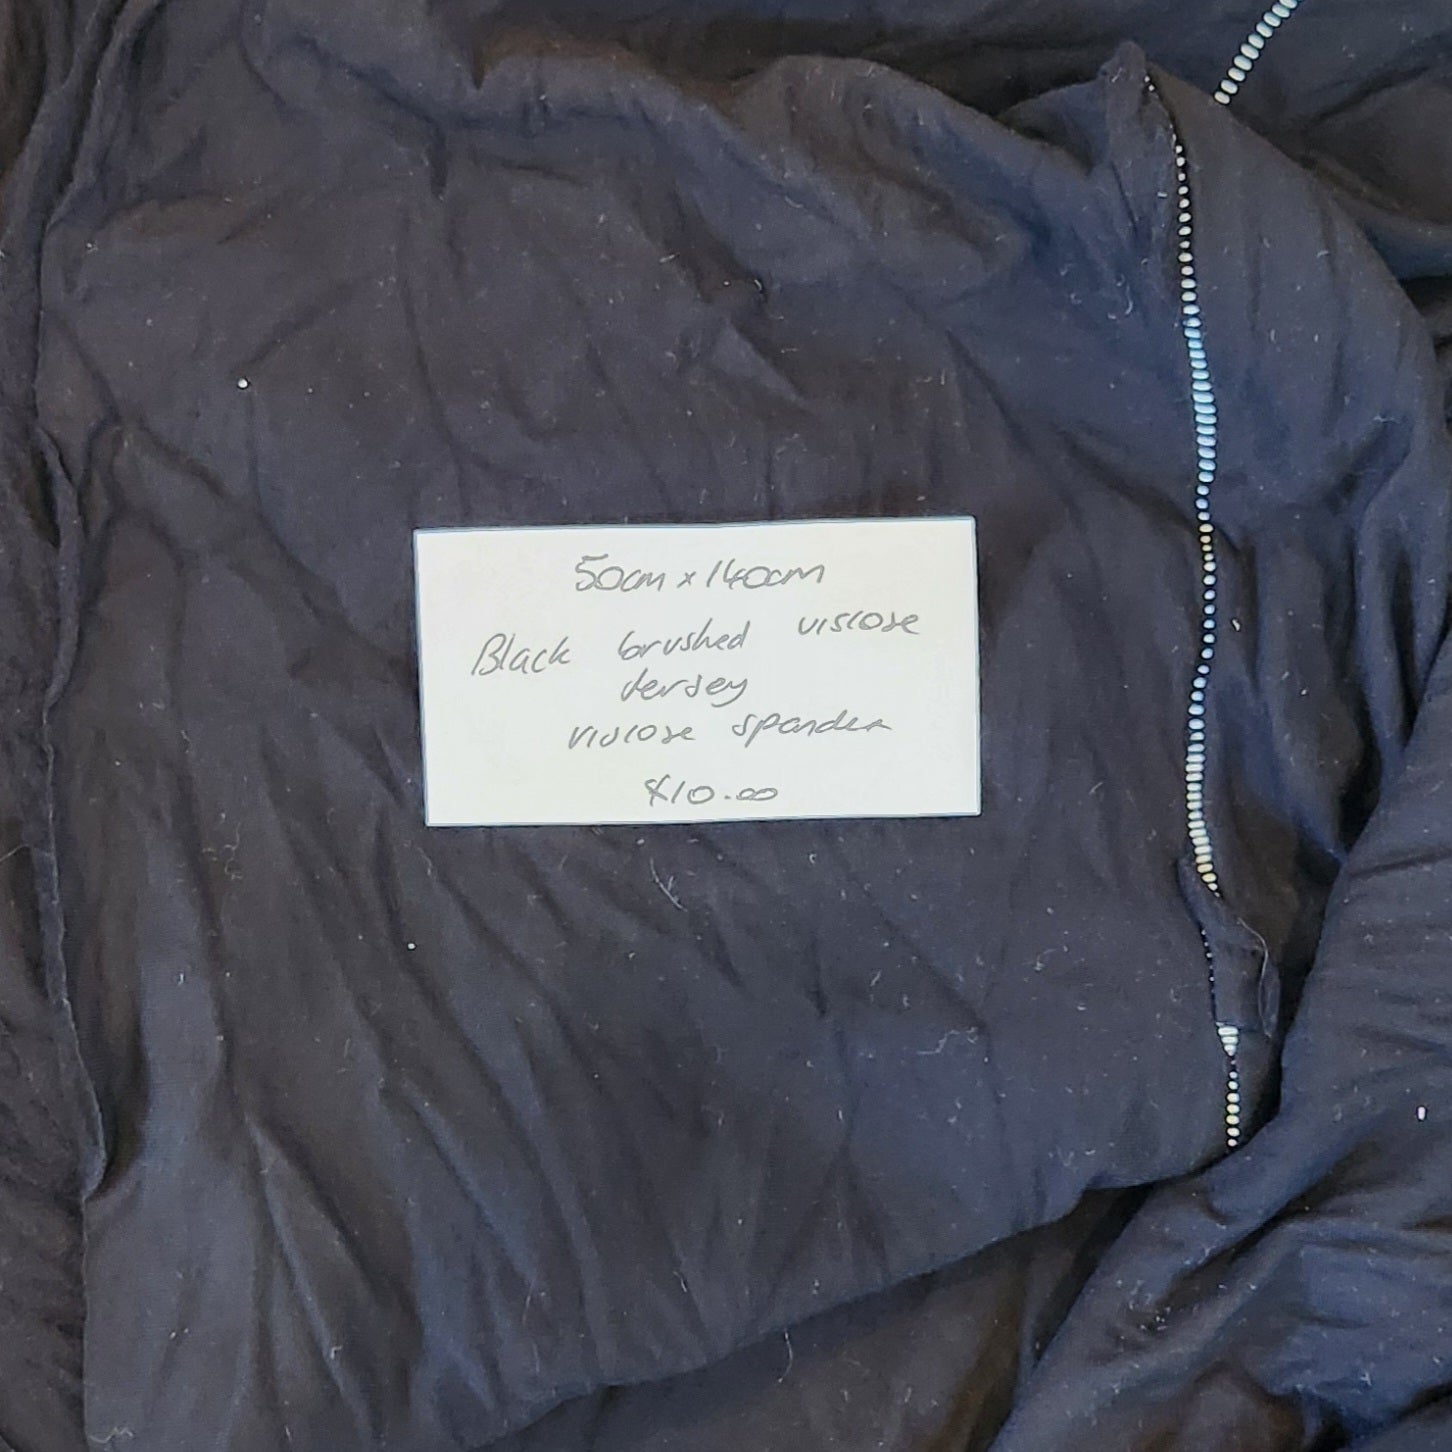 50cm x 140cm
Black brushed viscose
Jersey
viscose spandex
$10.00